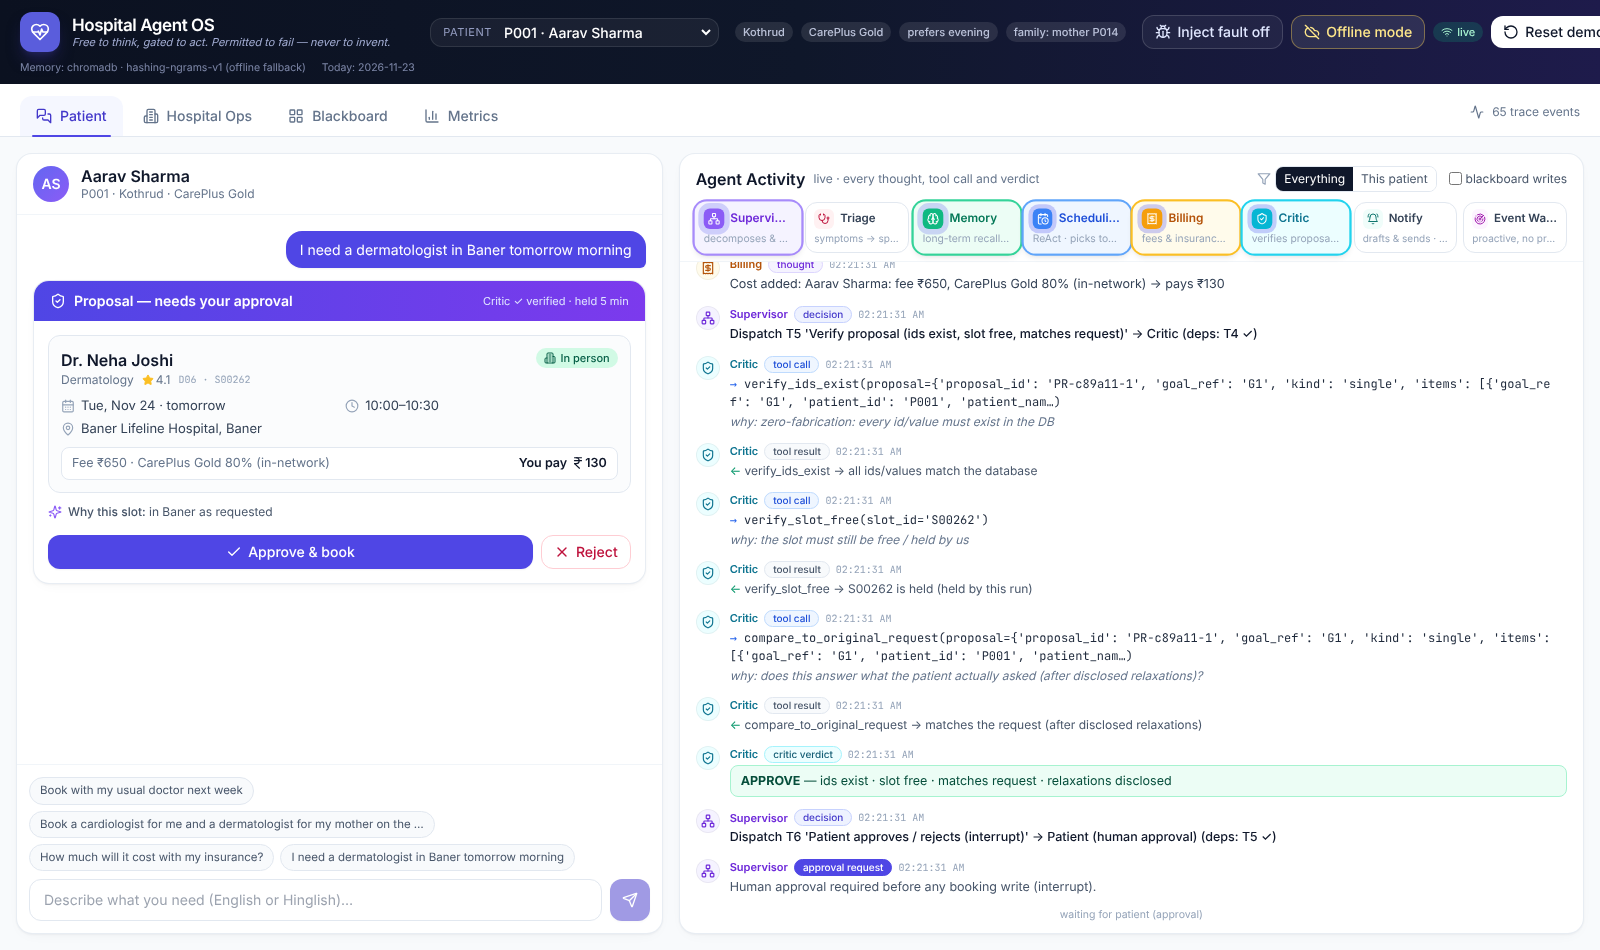 Hospital Agent OS
Free to think, gated to act. Permitted to fail — never to invent.
Memory: chromadb · hashing-ngrams-v1 (offline fallback) Today: 2026-11-23
PATIENT P001 · Aarav Sharma
Kothrud CarePlus Gold prefers evening family: mother P014
Inject fault off
Offline mode
live
Reset demo
Patient Hospital Ops Blackboard Metrics
65 trace events
AS
Aarav Sharma
P001 · Kothrud · CarePlus Gold
I need a dermatologist in Baner tomorrow morning
Proposal — needs your approval
Critic ✓ verified · held 5 min
Dr. Neha Joshi
In person
Dermatology 4.1 D06 · S00262
Tue, Nov 24 · tomorrow 10:00–10:30
Baner Lifeline Hospital, Baner
Fee ₹650 · CarePlus Gold 80% (in-network) You pay ₹130
Why this slot: in Baner as requested
Approve & book
Reject
Book with my usual doctor next week
Book a cardiologist for me and a dermatologist for my mother on the ...
How much will it cost with my insurance? I need a dermatologist in Baner tomorrow morning
Describe what you need (English or Hinglish)...
Agent Activity live · every thought, tool call and verdict
Everything This patient blackboard writes
Supervi... Triage Memory Scheduli... Billing Critic Notify Event Wa...
decomposes & ... symptoms → sp... long-term recall... ReAct · picks to... fees & insuranc... verifies proposa... drafts & sends · ... proactive, no pr...
Billing thought 02:21:31 AM
Cost added: Aarav Sharma: fee ₹650, CarePlus Gold 80% (in-network) → pays ₹130
Supervisor decision 02:21:31 AM
Dispatch T5 'Verify proposal (ids exist, slot free, matches request)' → Critic (deps: T4 ✓)
Critic tool call 02:21:31 AM
→ verify_ids_exist(proposal={'proposal_id': 'PR-c89a11-1', 'goal_ref': 'G1', 'kind': 'single', 'items': [{'goal_re
f': 'G1', 'patient_id': 'P001', 'patient_nam…)
why: zero-fabrication: every id/value must exist in the DB
Critic tool result 02:21:31 AM
← verify_ids_exist → all ids/values match the database
Critic tool call 02:21:31 AM
→ verify_slot_free(slot_id='S00262')
why: the slot must still be free / held by us
Critic tool result 02:21:31 AM
← verify_slot_free → S00262 is held (held by this run)
Critic tool call 02:21:31 AM
→ compare_to_original_request(proposal={'proposal_id': 'PR-c89a11-1', 'goal_ref': 'G1', 'kind': 'single', 'items':
[{'goal_ref': 'G1', 'patient_id': 'P001', 'patient_nam…)
why: does this answer what the patient actually asked (after disclosed relaxations)?
Critic tool result 02:21:31 AM
← compare_to_original_request → matches the request (after disclosed relaxations)
Critic critic verdict 02:21:31 AM
APPROVE — ids exist · slot free · matches request · relaxations disclosed
Supervisor decision 02:21:31 AM
Dispatch T6 'Patient approves / rejects (interrupt)' → Patient (human approval) (deps: T5 ✓)
Supervisor approval request 02:21:31 AM
Human approval required before any booking write (interrupt).
waiting for patient (approval)